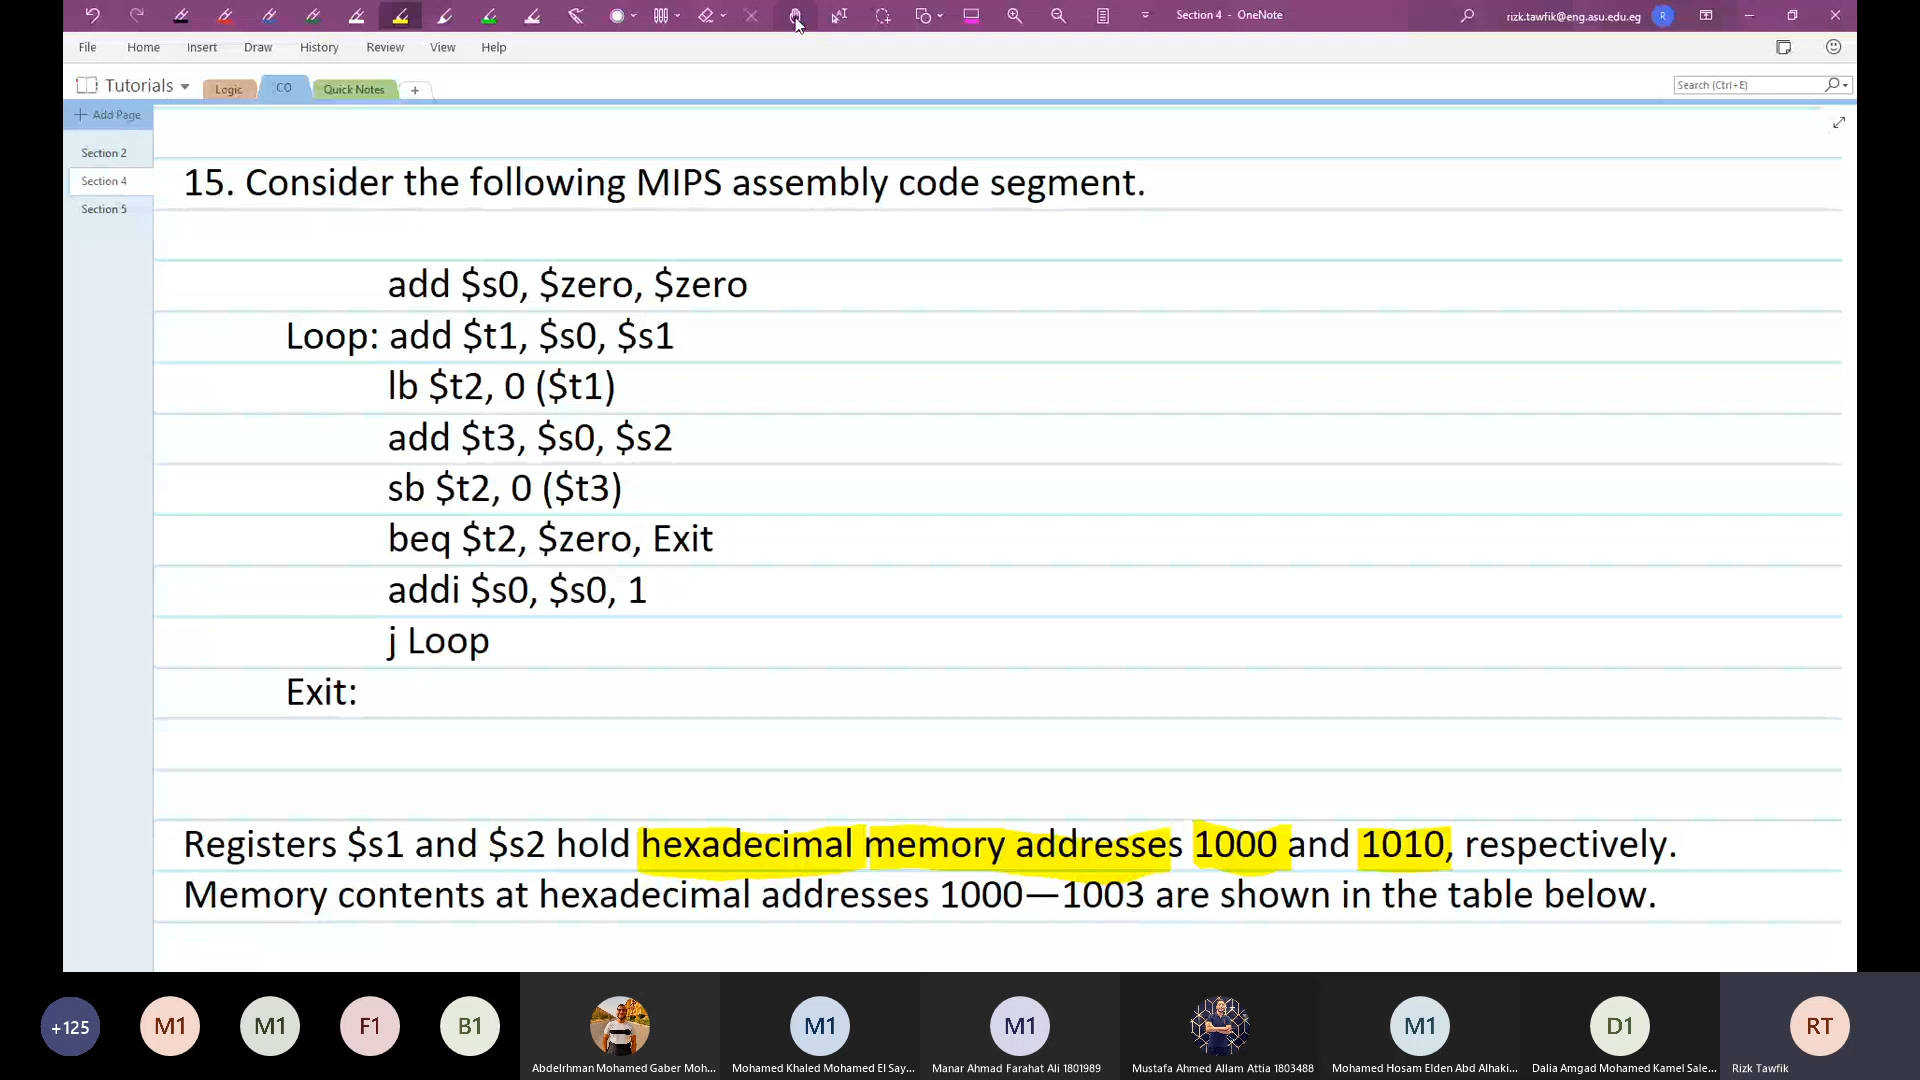 Section 4 - OneNote
rizk.tawfik@eng.asu.edu.eg
R
File Home Insert Draw History Review View Help
Tutorials
Logic
CO
Quick Notes
Search (Ctrl+E)
Add Page
Section 2
Section 4
Section 5
15. Consider the following MIPS assembly code segment.
add $s0, $zero, $zero
Loop: add $t1, $s0, $s1
lb $t2, 0 ($t1)
add $t3, $s0, $s2
sb $t2, 0 ($t3)
beq $t2, $zero, Exit
addi $s0, $s0, 1
j Loop
Exit:
Registers $s1 and $s2 hold hexadecimal memory addresses 1000 and 1010, respectively.
Memory contents at hexadecimal addresses 1000—1003 are shown in the table below.
+125
M1
M1
F1
B1
M1
M1
M1
D1
RT
Abdelrhman Mohamed Gaber Moh...
Mohamed Khaled Mohamed El Say...
Manar Ahmad Farahat Ali 1801989
Mustafa Ahmed Allam Attia 1803488
Mohamed Hosam Elden Abd Alhaki...
Dalia Amgad Mohamed Kamel Sale...
Rizk Tawfik